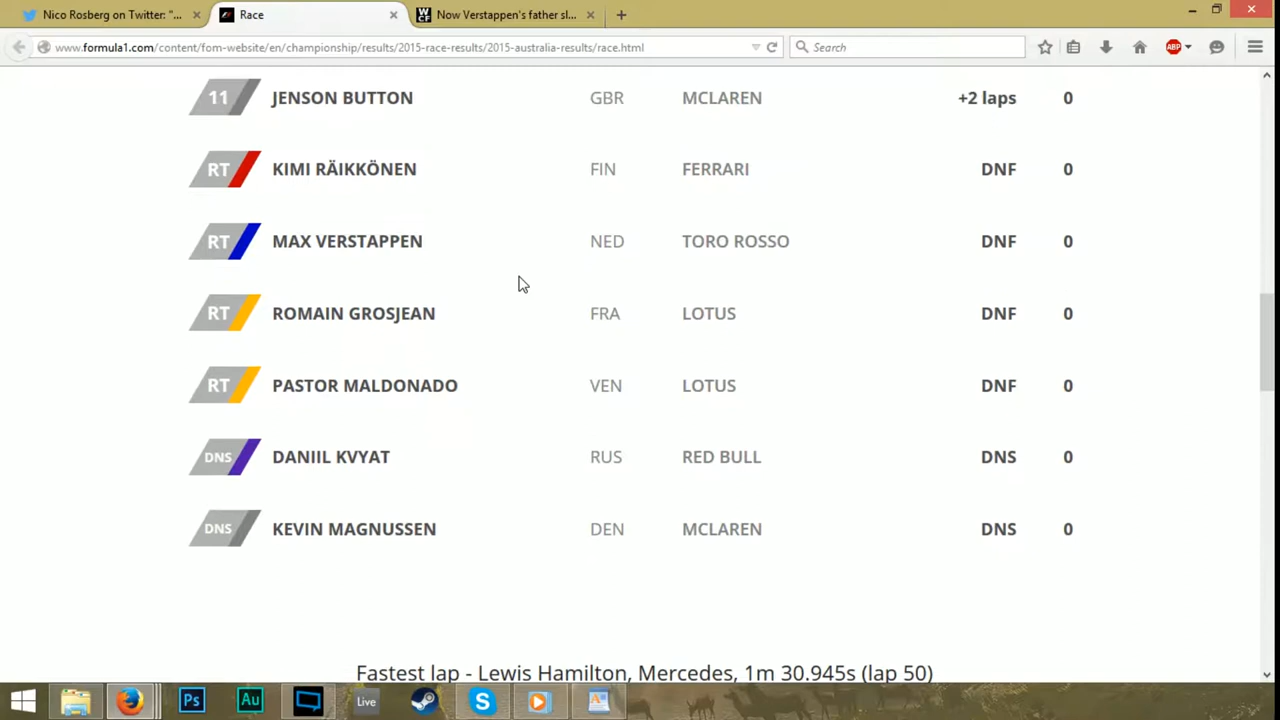 Nico Rosberg on Twitter: "...
Race
WCF
Now Verstappen's father sl...
www.formula1.com/content/fom-website/en/championship/results/2015-race-results/2015-australia-results/race.html
Search
ABP
11 JENSON BUTTON GBR MCLAREN +2 laps 0
RT KIMI RÄIKKÖNEN FIN FERRARI DNF 0
RT MAX VERSTAPPEN NED TORO ROSSO DNF 0
RT ROMAIN GROSJEAN FRA LOTUS DNF 0
RT PASTOR MALDONADO VEN LOTUS DNF 0
DNS DANIIL KVYAT RUS RED BULL DNS 0
DNS KEVIN MAGNUSSEN DEN MCLAREN DNS 0
Fastest lap - Lewis Hamilton, Mercedes, 1m 30.945s (lap 50)
Ps Au Live S